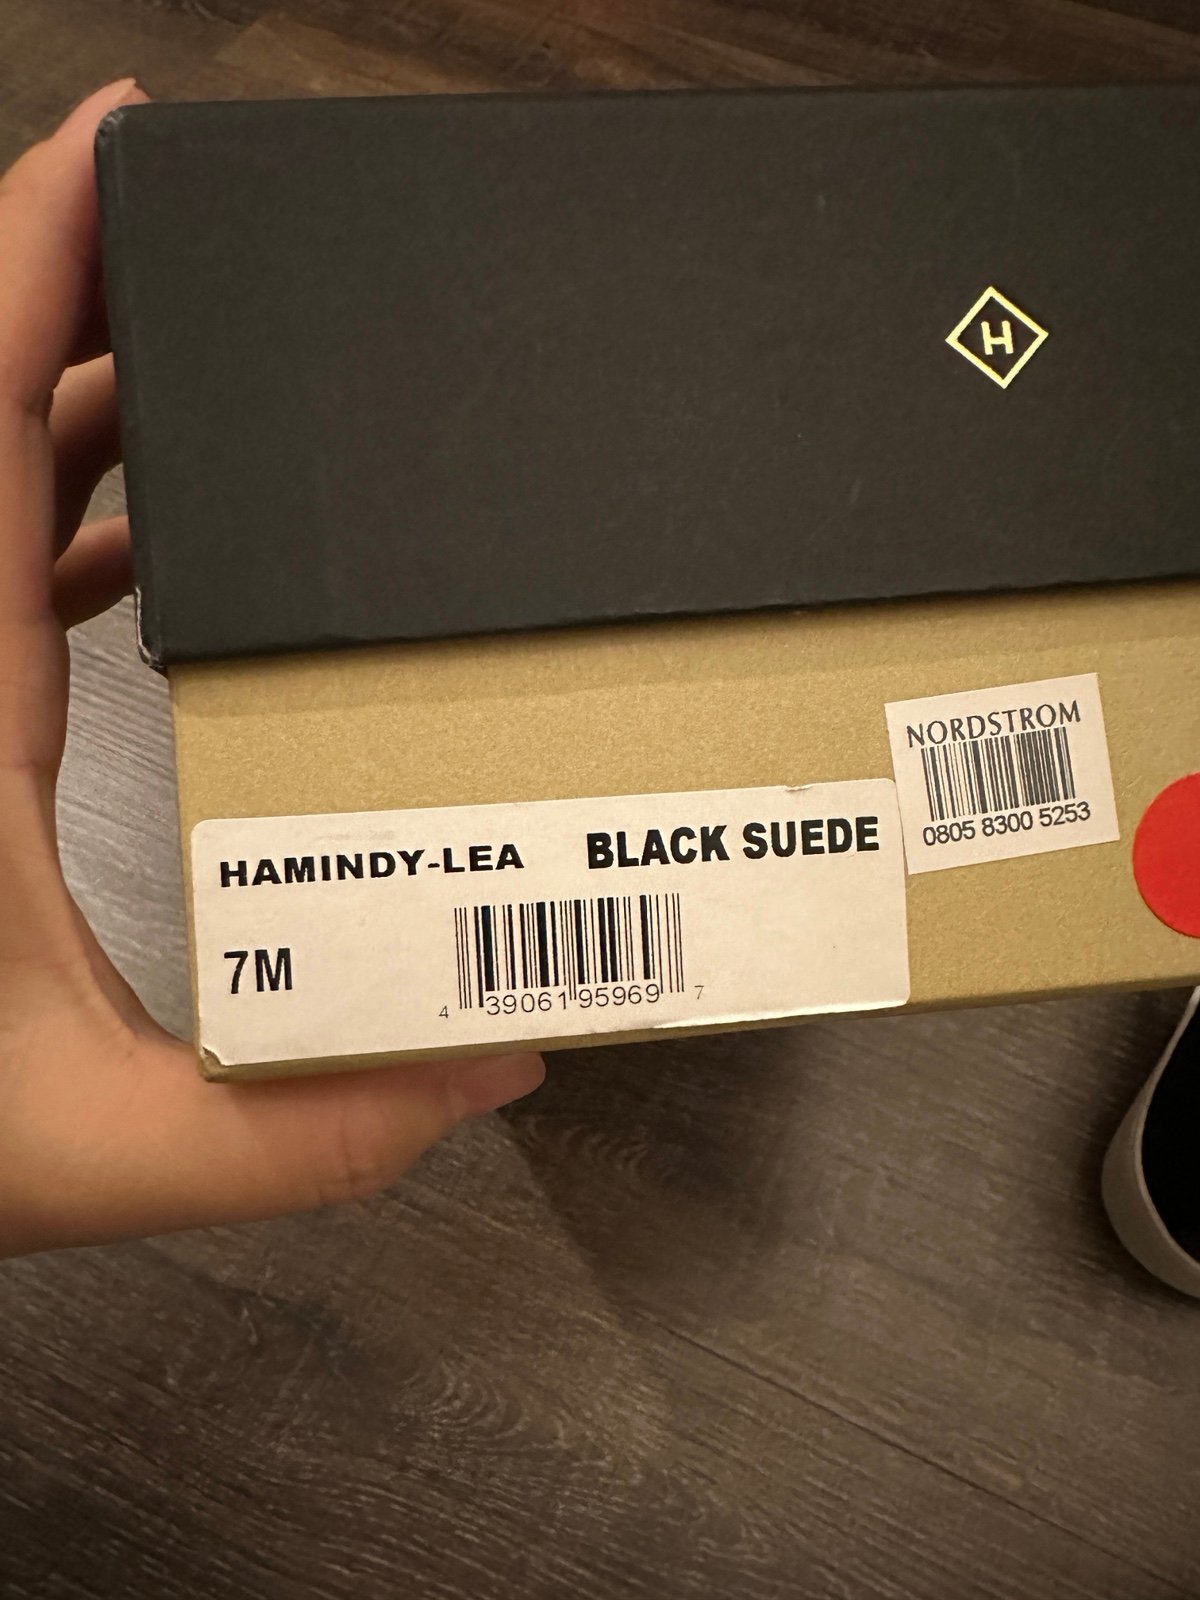 H
NORDSTROM
0805 8300 5253
HAMINDY-LEA BLACK SUEDE
7M
4 39061 95969 7